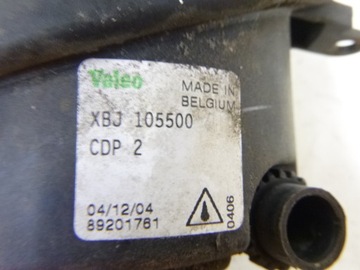 Valeo
MADE IN
BELGIUM
XBJ 105500
CDP 2
04/12/04
89201761
0406